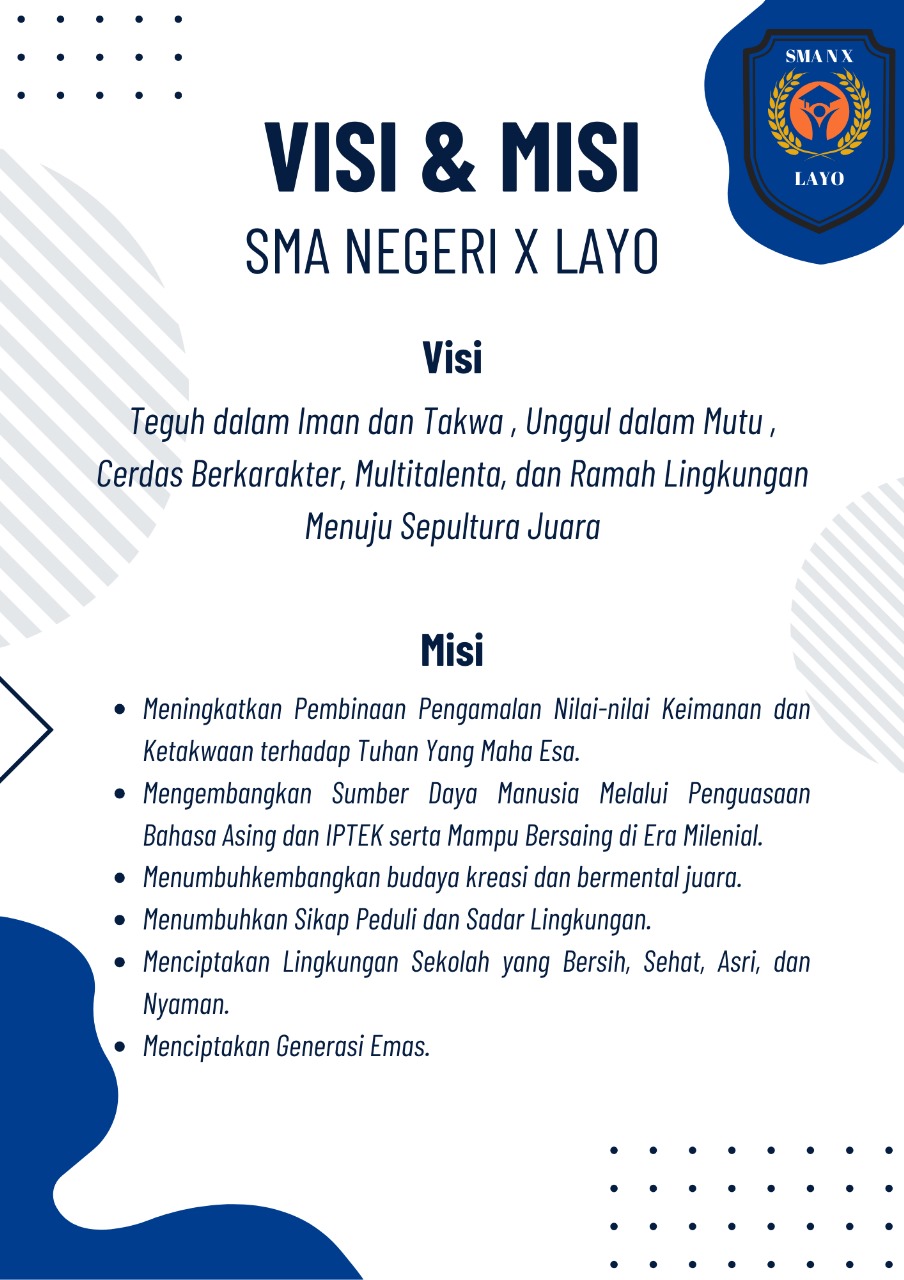 SMA N X
LAYO
VISI & MISI
SMA NEGERI X LAYO
Visi
Teguh dalam Iman dan Takwa , Unggul dalam Mutu ,
Cerdas Berkarakter, Multitalenta, dan Ramah Lingkungan
Menuju Sepultura Juara
Misi
• Meningkatkan Pembinaan Pengamalan Nilai-nilai Keimanan dan
Ketakwaan terhadap Tuhan Yang Maha Esa.
• Mengembangkan Sumber Daya Manusia Melalui Penguasaan
Bahasa Asing dan IPTEK serta Mampu Bersaing di Era Milenial.
• Menumbuhkembangkan budaya kreasi dan bermental juara.
• Menumbuhkan Sikap Peduli dan Sadar Lingkungan.
• Menciptakan Lingkungan Sekolah yang Bersih, Sehat, Asri, dan
Nyaman.
• Menciptakan Generasi Emas.